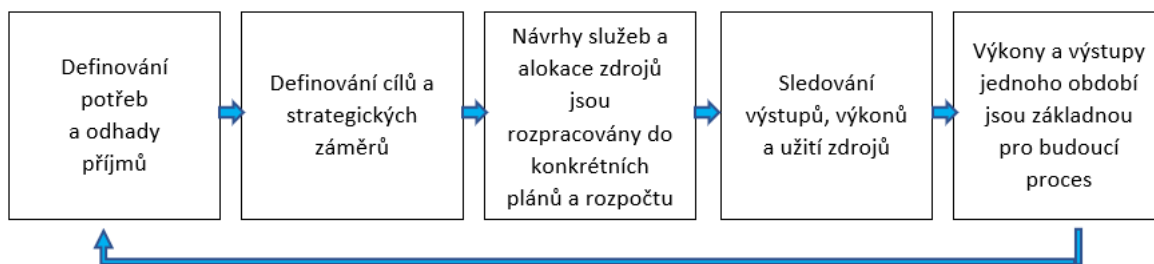 Definování
potřeb
a odhady
příjmů
Definování cílů a
strategických
záměrů
Návrhy služeb a
alokace zdrojů
jsou
rozpracovány do
konkrétních
plánů a rozpočtu
Sledování
výstupů, výkonů
a užití zdrojů
Výkony a výstupy
jednoho období
jsou základnou
pro budoucí
proces